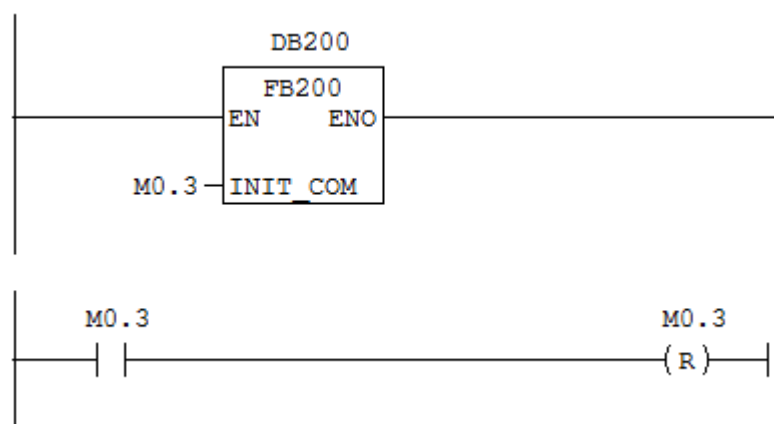 DB200
FB200
EN ENO
M0.3 INIT_COM
M0.3 M0.3
R